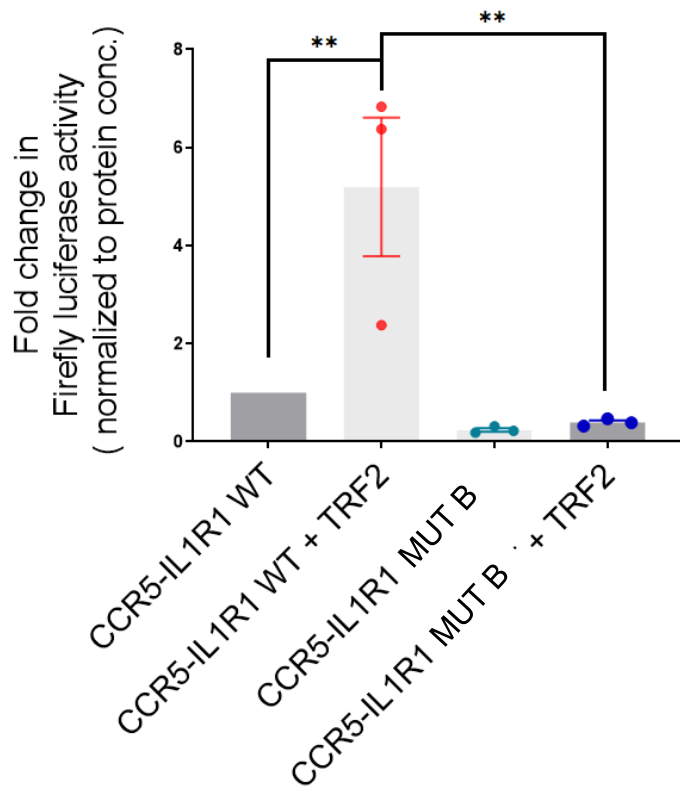 **
**
8
6
4
2
0
Fold change in
Firefly luciferase activity
( normalized to protein conc.)
CCR5-IL1R1 WT
CCR5-IL1R1 WT + TRF2
CCR5-IL1R1 MUT B
CCR5-IL1R1 MUT B + TRF2